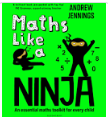 ANDREW
JENNINGS
Maths
Like
a
NINJA
An essential maths toolkit for every child